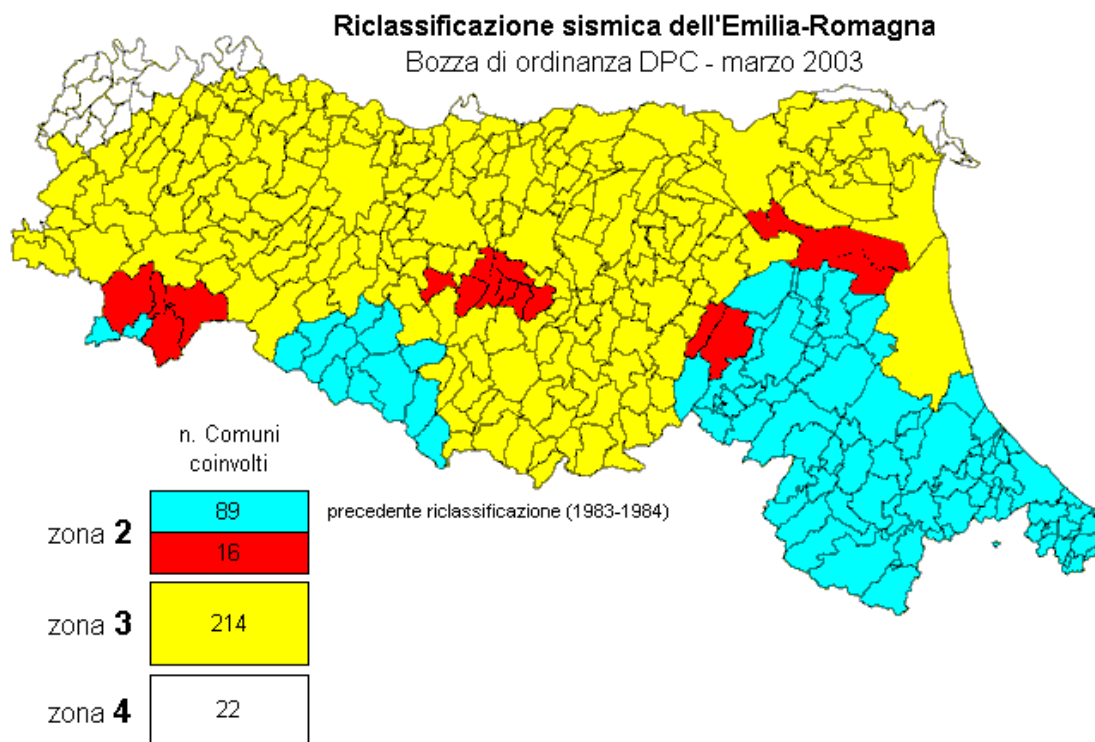 Riclassificazione sismica dell'Emilia-Romagna
Bozza di ordinanza DPC - marzo 2003
n. Comuni
coinvolti
zona 2
89
precedente riclassificazione (1983-1984)
16
zona 3
214
zona 4
22